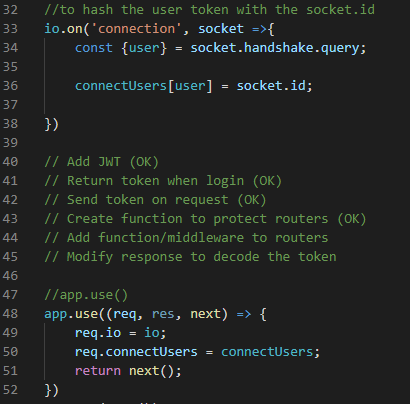 32 //to hash the user token with the socket.id
33 io.on('connection', socket =>{
34 const {user} = socket.handshake.query;
35
36 connectUsers[user] = socket.id;
37
38 })
39
40 // Add JWT (OK)
41 // Return token when login (OK)
42 // Send token on request (OK)
43 // Create function to protect routers (OK)
44 // Add function/middleware to routers
45 // Modify response to decode the token
46
47 //app.use()
48 app.use((req, res, next) => {
49 req.io = io;
50 req.connectUsers = connectUsers;
51 return next();
52 })